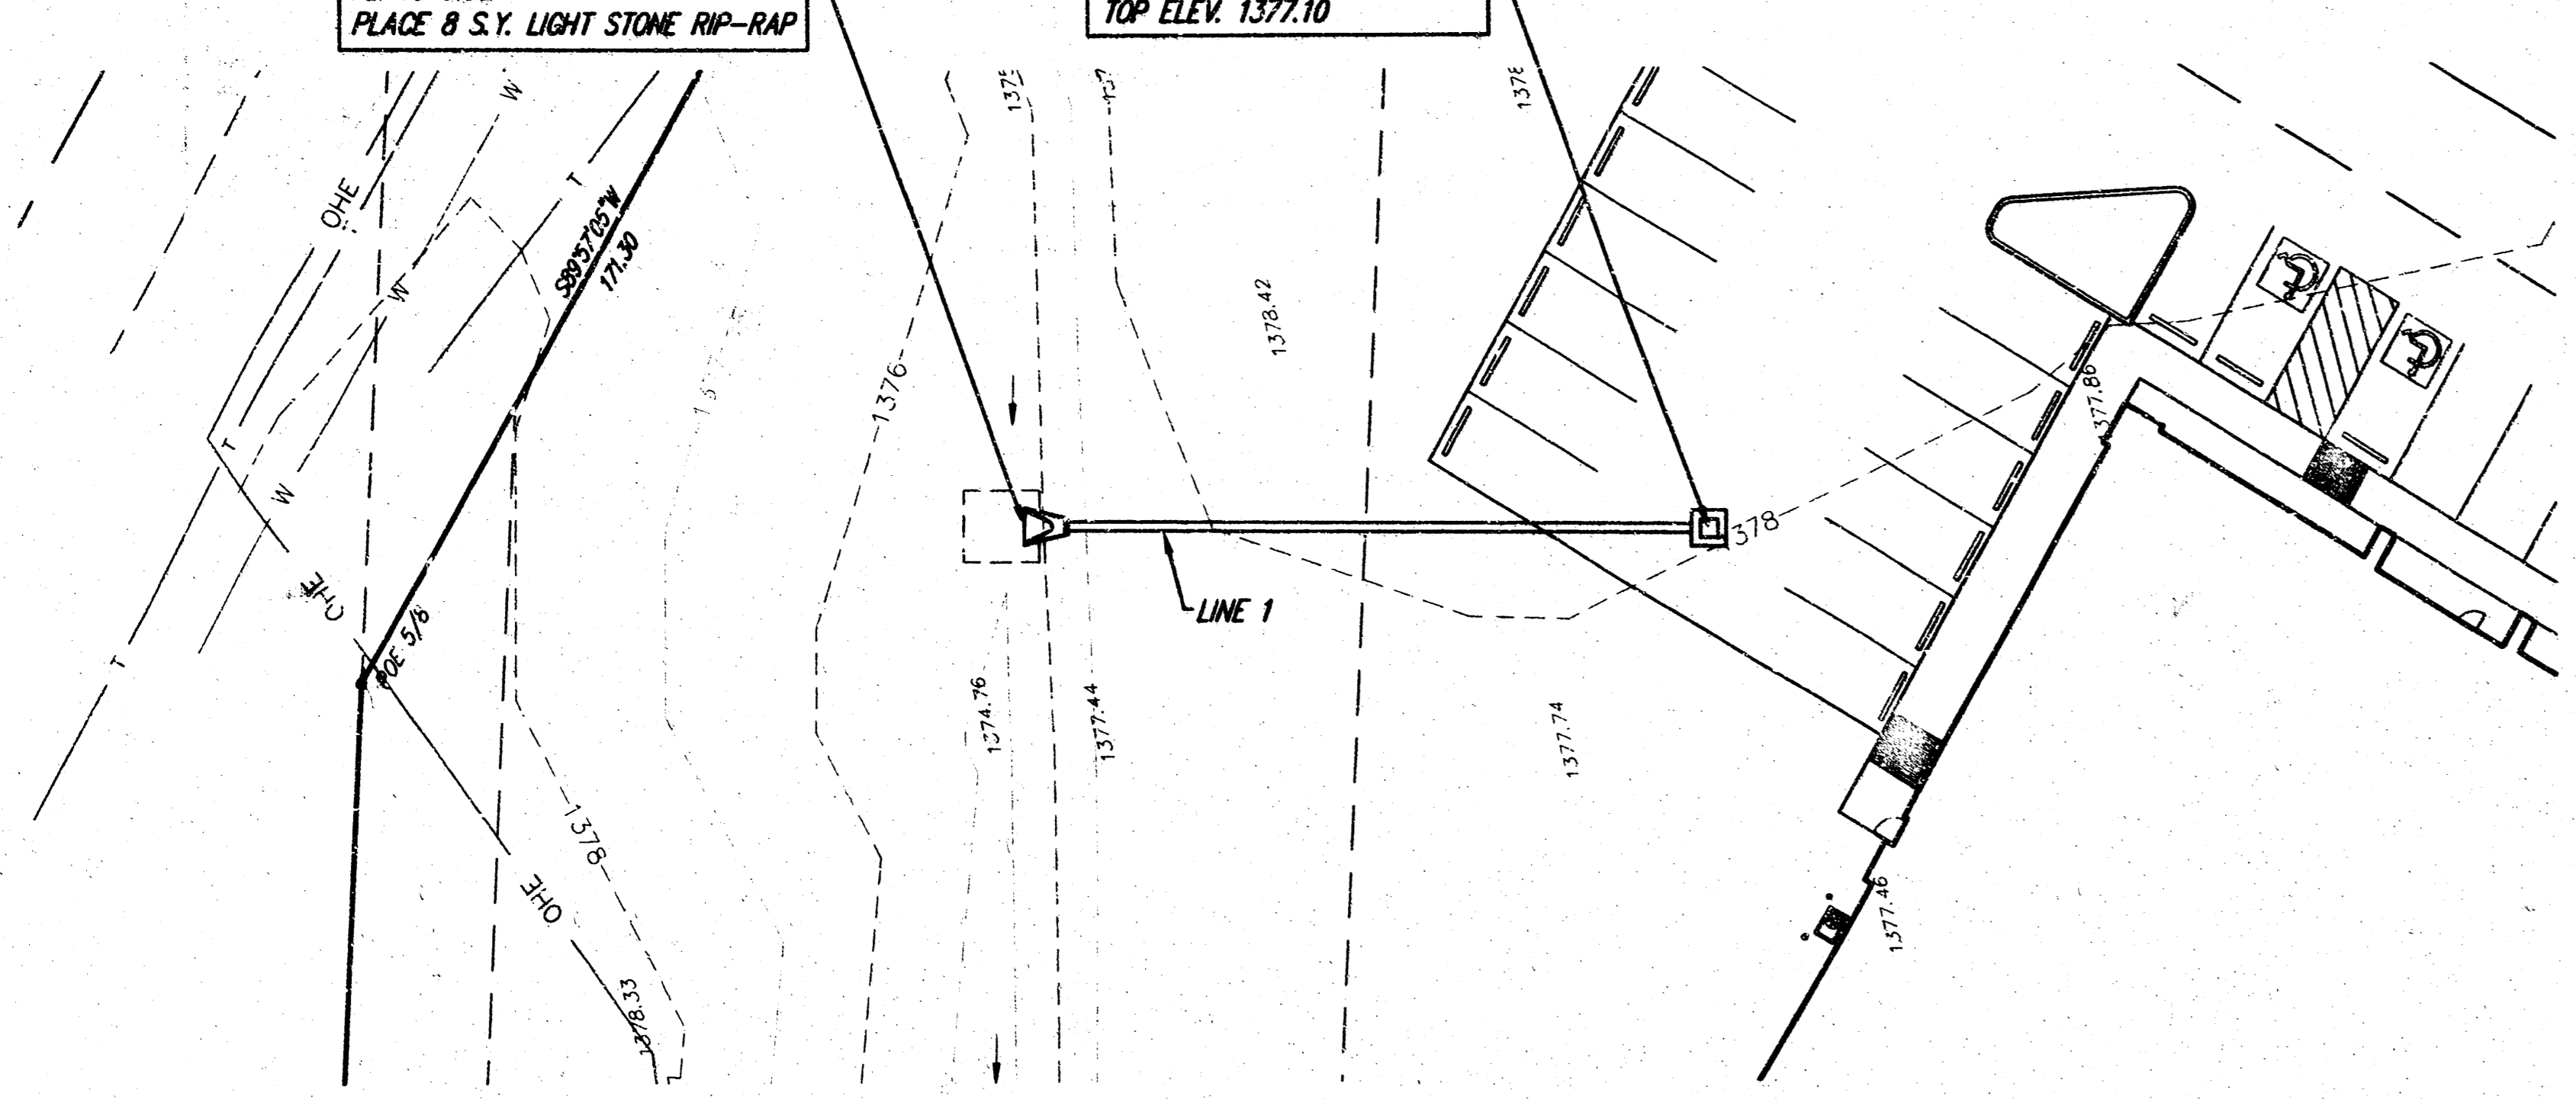 PLACE 8 S.Y. LIGHT STONE RIP-RAP
TOP ELEV. 1377.10
W
OHE
T
S89°57'05"W
171.30
W
T
W
T
1376
1378.42
1377.86
378
LINE 1
OHE
5/8
1374.76
1377.44
1377.74
1378
OHE
1378.33
1377.46